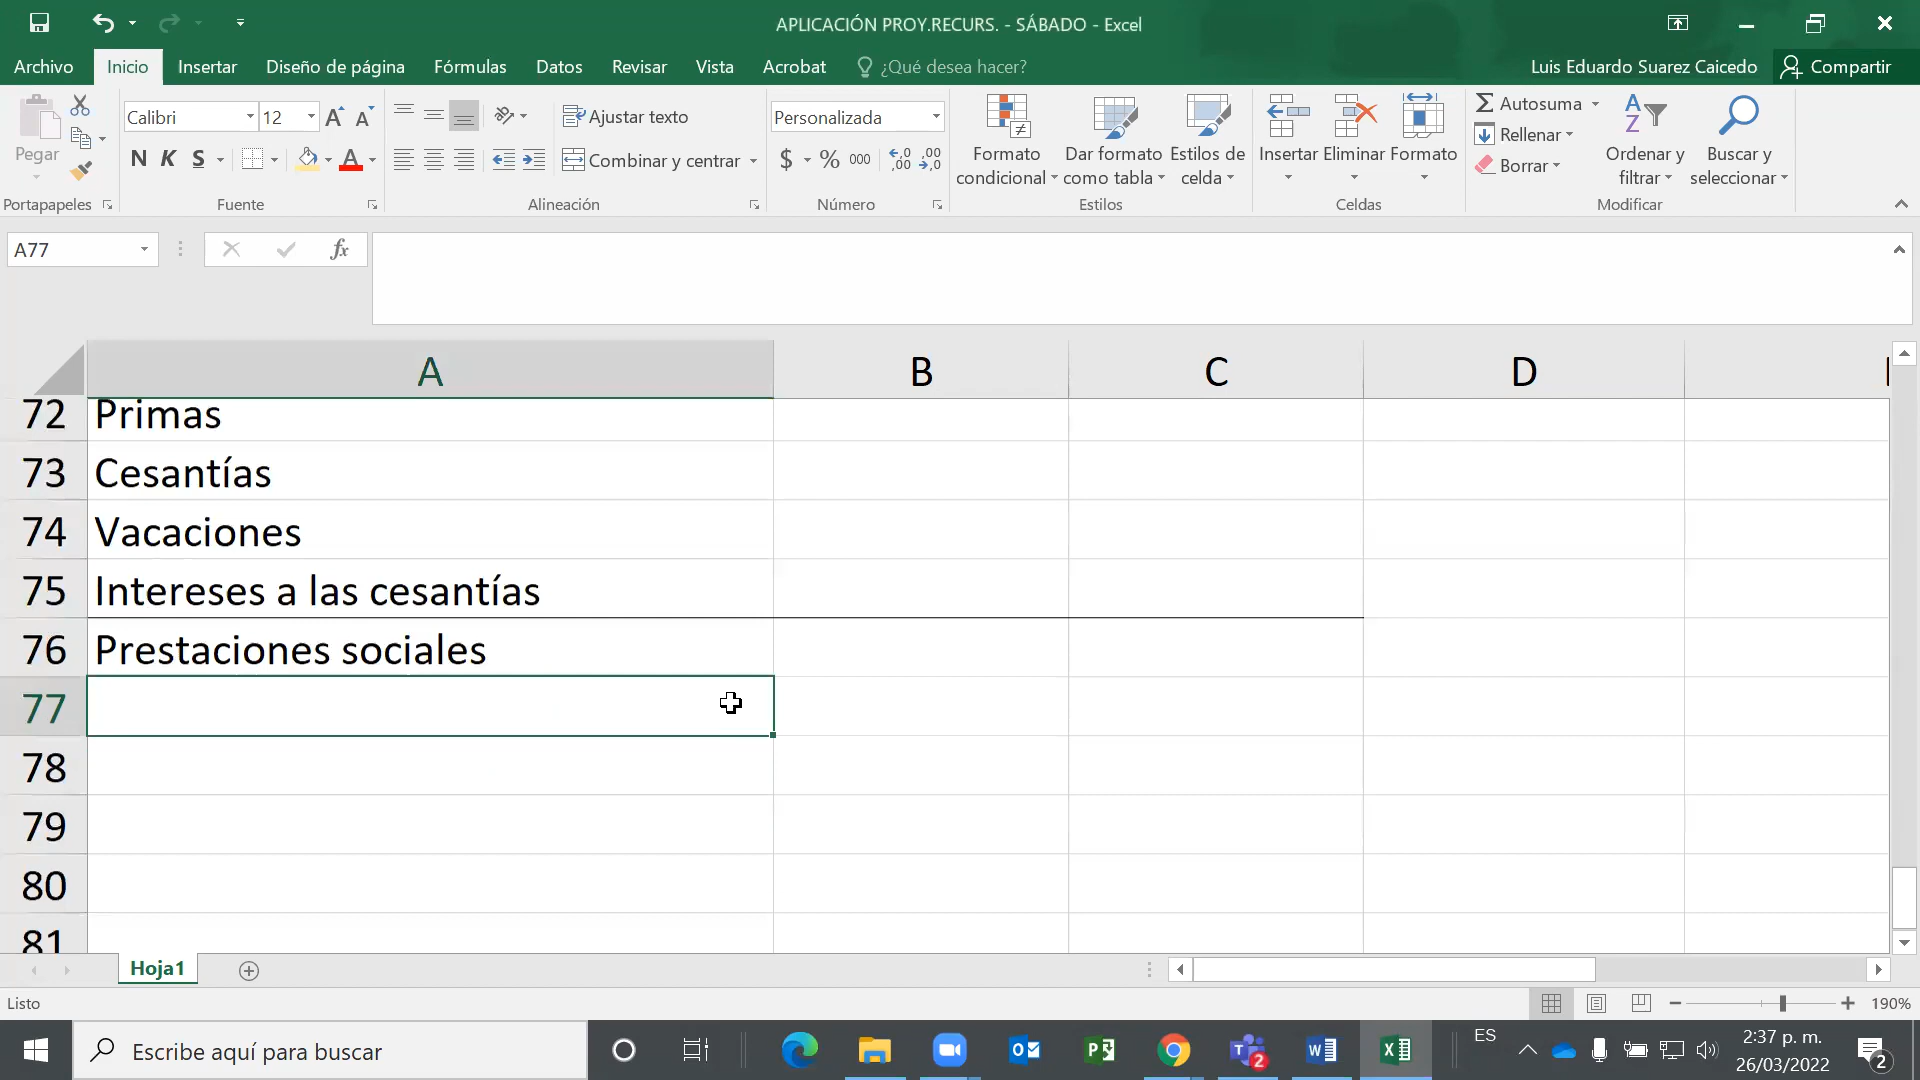 APLICACIÓN PROY.RECURS. - SÁBADO - Excel
Archivo Inicio Insertar Diseño de página Fórmulas Datos Revisar Vista Acrobat ¿Qué desea hacer? Luis Eduardo Suarez Caicedo Compartir
Pegar
Portapapeles
Calibri 12
N K S
Fuente
Ajustar texto
Combinar y centrar
Alineación
Personalizada
$ % 000
Número
Formato condicional
Dar formato como tabla
Estilos de celda
Estilos
Insertar Eliminar Formato
Celdas
Autosuma
Rellenar
Borrar
Ordenar y filtrar
Buscar y seleccionar
Modificar
A77 fx
A B C D
72 Primas
73 Cesantías
74 Vacaciones
75 Intereses a las cesantías
76 Prestaciones sociales
77
78
79
80
81
Hoja1
Listo 190%
Escribe aquí para buscar
2
ES
2:37 p. m.
26/03/2022
2